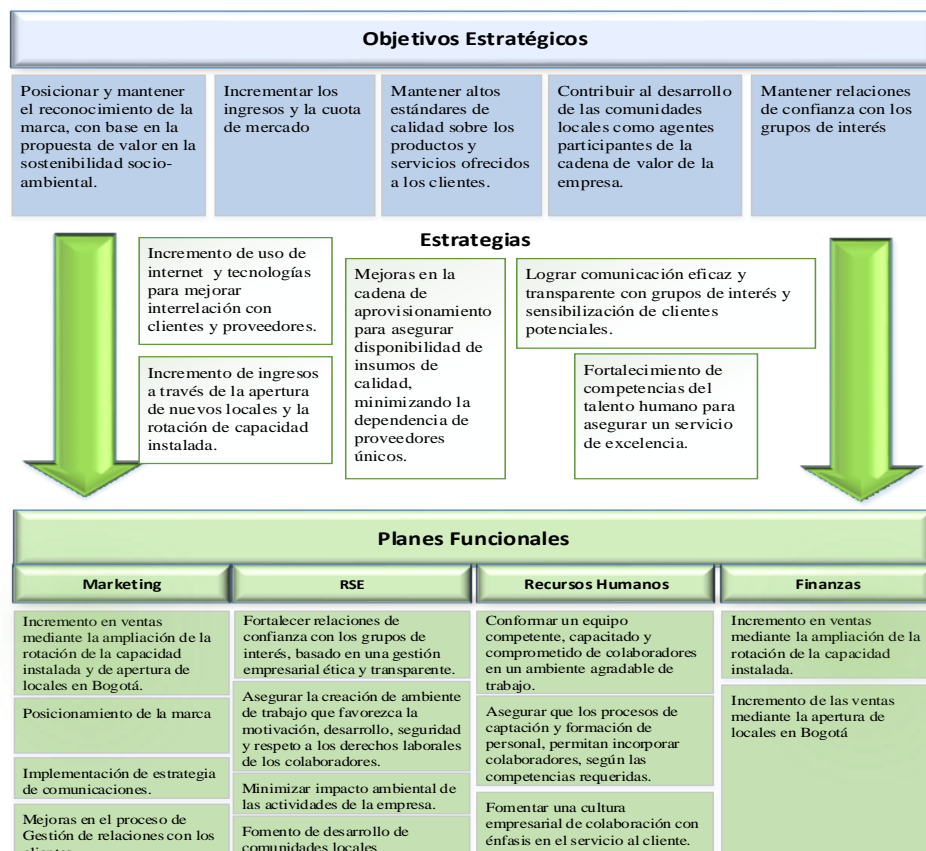 Objetivos Estratégicos
Posicionar y mantener
el reconocimiento de la
marca, con base en la
propuesta de valor en la
sostenibilidad socio-
ambiental.
Incrementar los
ingresos y la cuota
de mercado
Mantener altos
estándares de
calidad sobre los
productos y
servicios ofrecidos
a los clientes.
Contribuir al desarrollo
de las comunidades
locales como agentes
participantes de la
cadena de valor de la
empresa.
Mantener relaciones
de confianza con los
grupos de interés
Estrategias
Incremento de uso de
internet y tecnologías
para mejorar
interrelación con
clientes y proveedores.
Incremento de ingresos
a través de la apertura
de nuevos locales y la
rotación de capacidad
instalada.
Mejoras en la
cadena de
aprovisionamiento
para asegurar
disponibilidad de
insumos de
calidad,
minimizando la
dependencia de
proveedores
únicos.
Lograr comunicación eficaz y
transparente con grupos de interés y
sensibilización de clientes
potenciales.
Fortalecimiento de
competencias del
talento humano para
asegurar un servicio
de excelencia.
Planes Funcionales
Marketing
Incremento en ventas
mediante la ampliación de la
rotación de la capacidad
instalada y de apertura de
locales en Bogotá.
Posicionamiento de la marca
Implementación de estrategia
de comunicaciones.
Mejoras en el proceso de
Gestión de relaciones con los
RSE
Fortalecer relaciones de
confianza con los grupos de
interés, basado en una gestión
empresarial ética y transparente.
Asegurar la creación de ambiente
de trabajo que favorezca la
motivación, desarrollo, seguridad
y respeto a los derechos laborales
de los colaboradores.
Minimizar impacto ambiental de
las actividades de la empresa.
Fomento de desarrollo de
comunidades locales
Recursos Humanos
Conformar un equipo
competente, capacitado y
comprometido de colaboradores
en un ambiente agradable de
trabajo.
Asegurar que los procesos de
captación y formación de
personal, permitan incorporar
colaboradores, según las
competencias requeridas.
Fomentar una cultura
empresarial de colaboración con
énfasis en el servicio al cliente.
Finanzas
Incremento en ventas
mediante la ampliación de la
rotación de la capacidad
instalada.
Incremento de las ventas
mediante la apertura de
locales en Bogotá